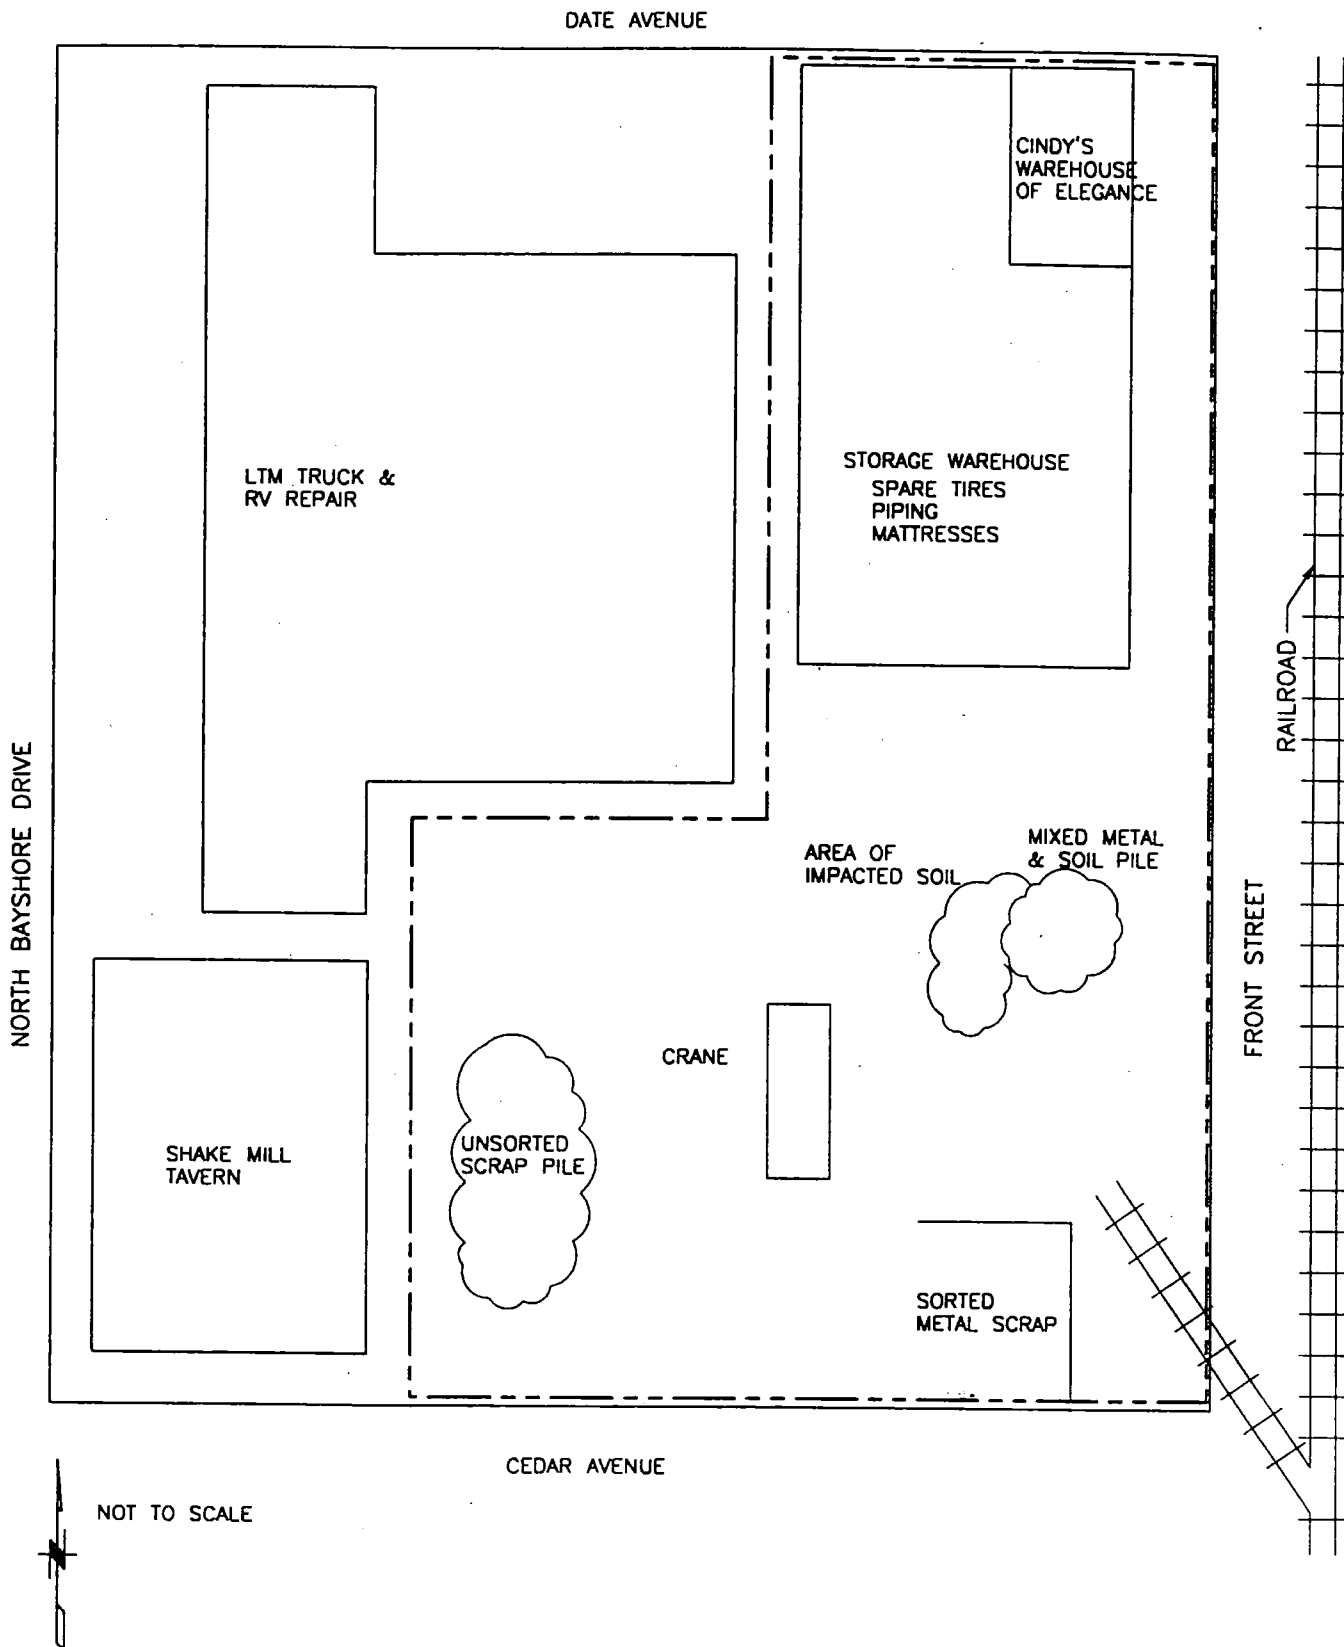 DATE AVENUE
CINDY'S
WAREHOUSE
OF ELEGANCE
LTM TRUCK &
RV REPAIR
STORAGE WAREHOUSE
SPARE TIRES
PIPING
MATTRESSES
RAILROAD
NORTH BAYSHORE DRIVE
AREA OF
IMPACTED SOIL
MIXED METAL
& SOIL PILE
FRONT STREET
CRANE
UNSORTED
SCRAP PILE
SHAKE MILL
TAVERN
SORTED
METAL SCRAP
CEDAR AVENUE
NOT TO SCALE